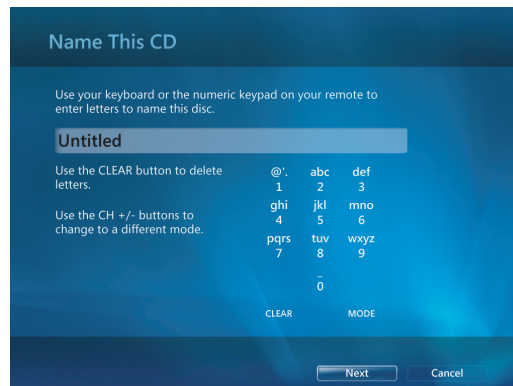 Name This CD
Use your keyboard or the numeric keypad on your remote to
enter letters to name this disc.
Untitled
Use the CLEAR button to delete
letters.
Use the CH +/- buttons to
change to a different mode.
@'. abc def
1 2 3
ghi jkl mno
4 5 6
pqrs tuv wxyz
7 8 9
_
0
CLEAR MODE
Next Cancel